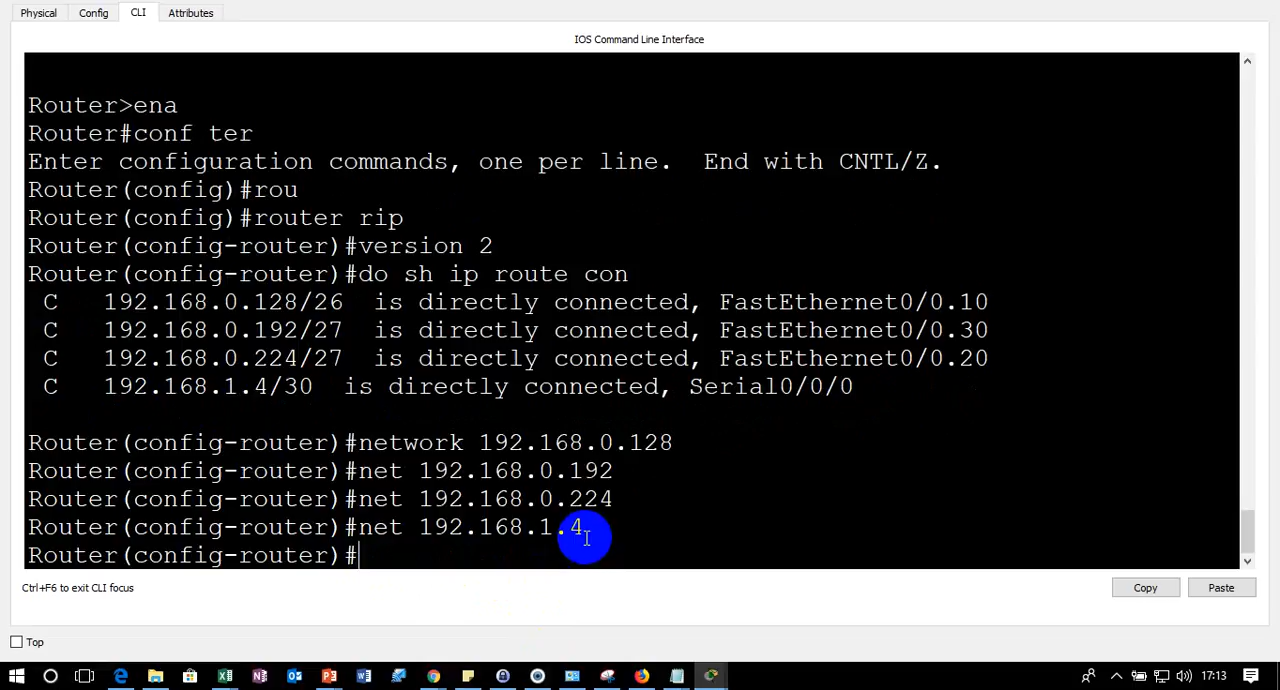 Physical Config CLI Attributes
IOS Command Line Interface
Router>ena
Router#conf ter
Enter configuration commands, one per line.  End with CNTL/Z.
Router(config)#rou
Router(config)#router rip
Router(config-router)#version 2
Router(config-router)#do sh ip route con
 C   192.168.0.128/26  is directly connected, FastEthernet0/0.10
 C   192.168.0.192/27  is directly connected, FastEthernet0/0.30
 C   192.168.0.224/27  is directly connected, FastEthernet0/0.20
 C   192.168.1.4/30  is directly connected, Serial0/0/0
Router(config-router)#network 192.168.0.128
Router(config-router)#net 192.168.0.192
Router(config-router)#net 192.168.0.224
Router(config-router)#net 192.168.1.4
Router(config-router)#
Ctrl+F6 to exit CLI focus Copy Paste
Top
17:13